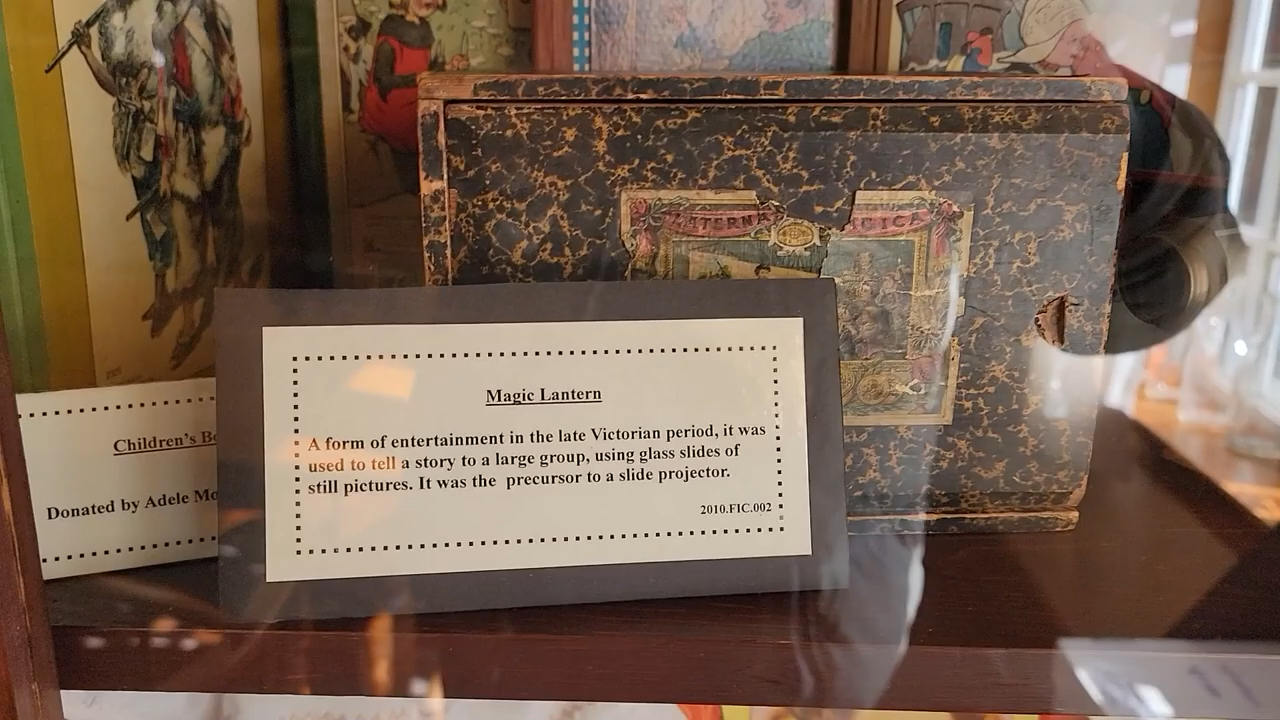 LATERNA MAGICA
Magic Lantern
A form of entertainment in the late Victorian period, it was
used to tell a story to a large group, using glass slides of
still pictures. It was the precursor to a slide projector.
2010.FIC.002
Children's
Donated by Adele